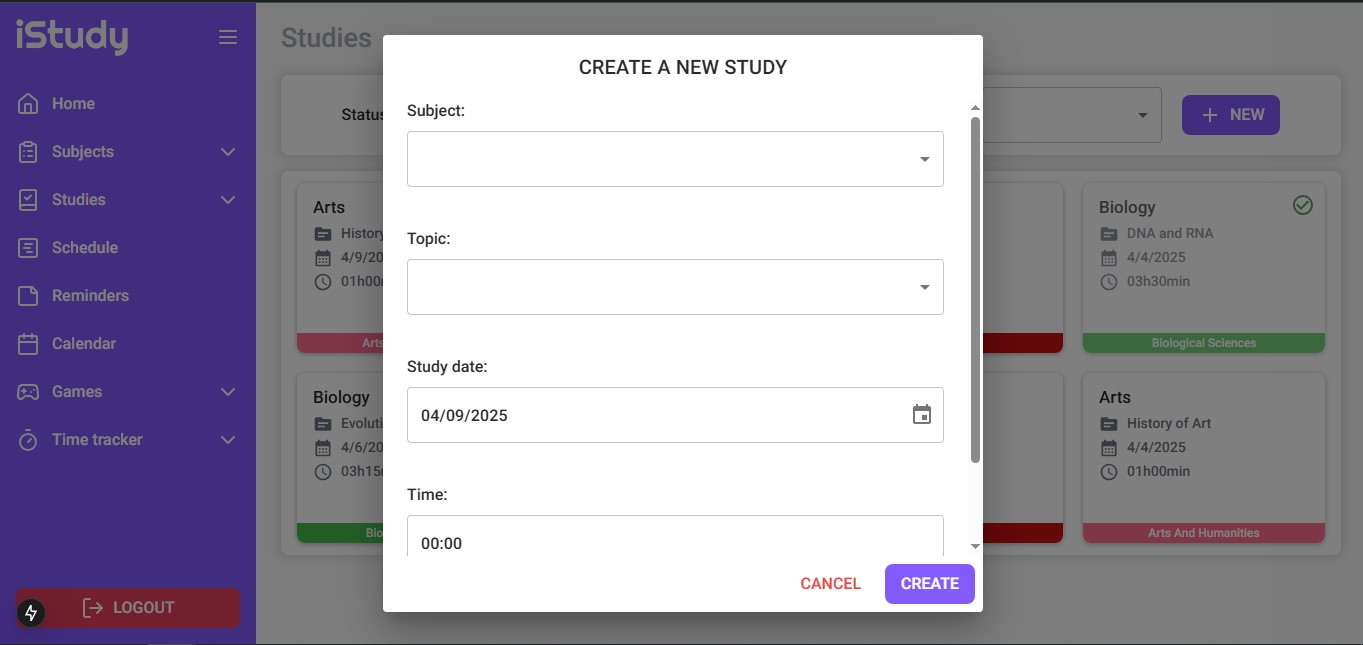 iStudy
Home
Subjects
Studies
Schedule
Reminders
Calendar
Games
Time tracker
LOGOUT
Studies
Status
NEW
Arts
History
4/9/20
01h00
Arts
Biology
DNA and RNA
4/4/2025
03h30min
Biological Sciences
Biology
Evoluti
4/6/20
03h15
Bio
Arts
History of Art
4/4/2025
01h00min
Arts And Humanities
CREATE A NEW STUDY
Subject:
Topic:
Study date:
04/09/2025
Time:
00:00
CANCEL
CREATE